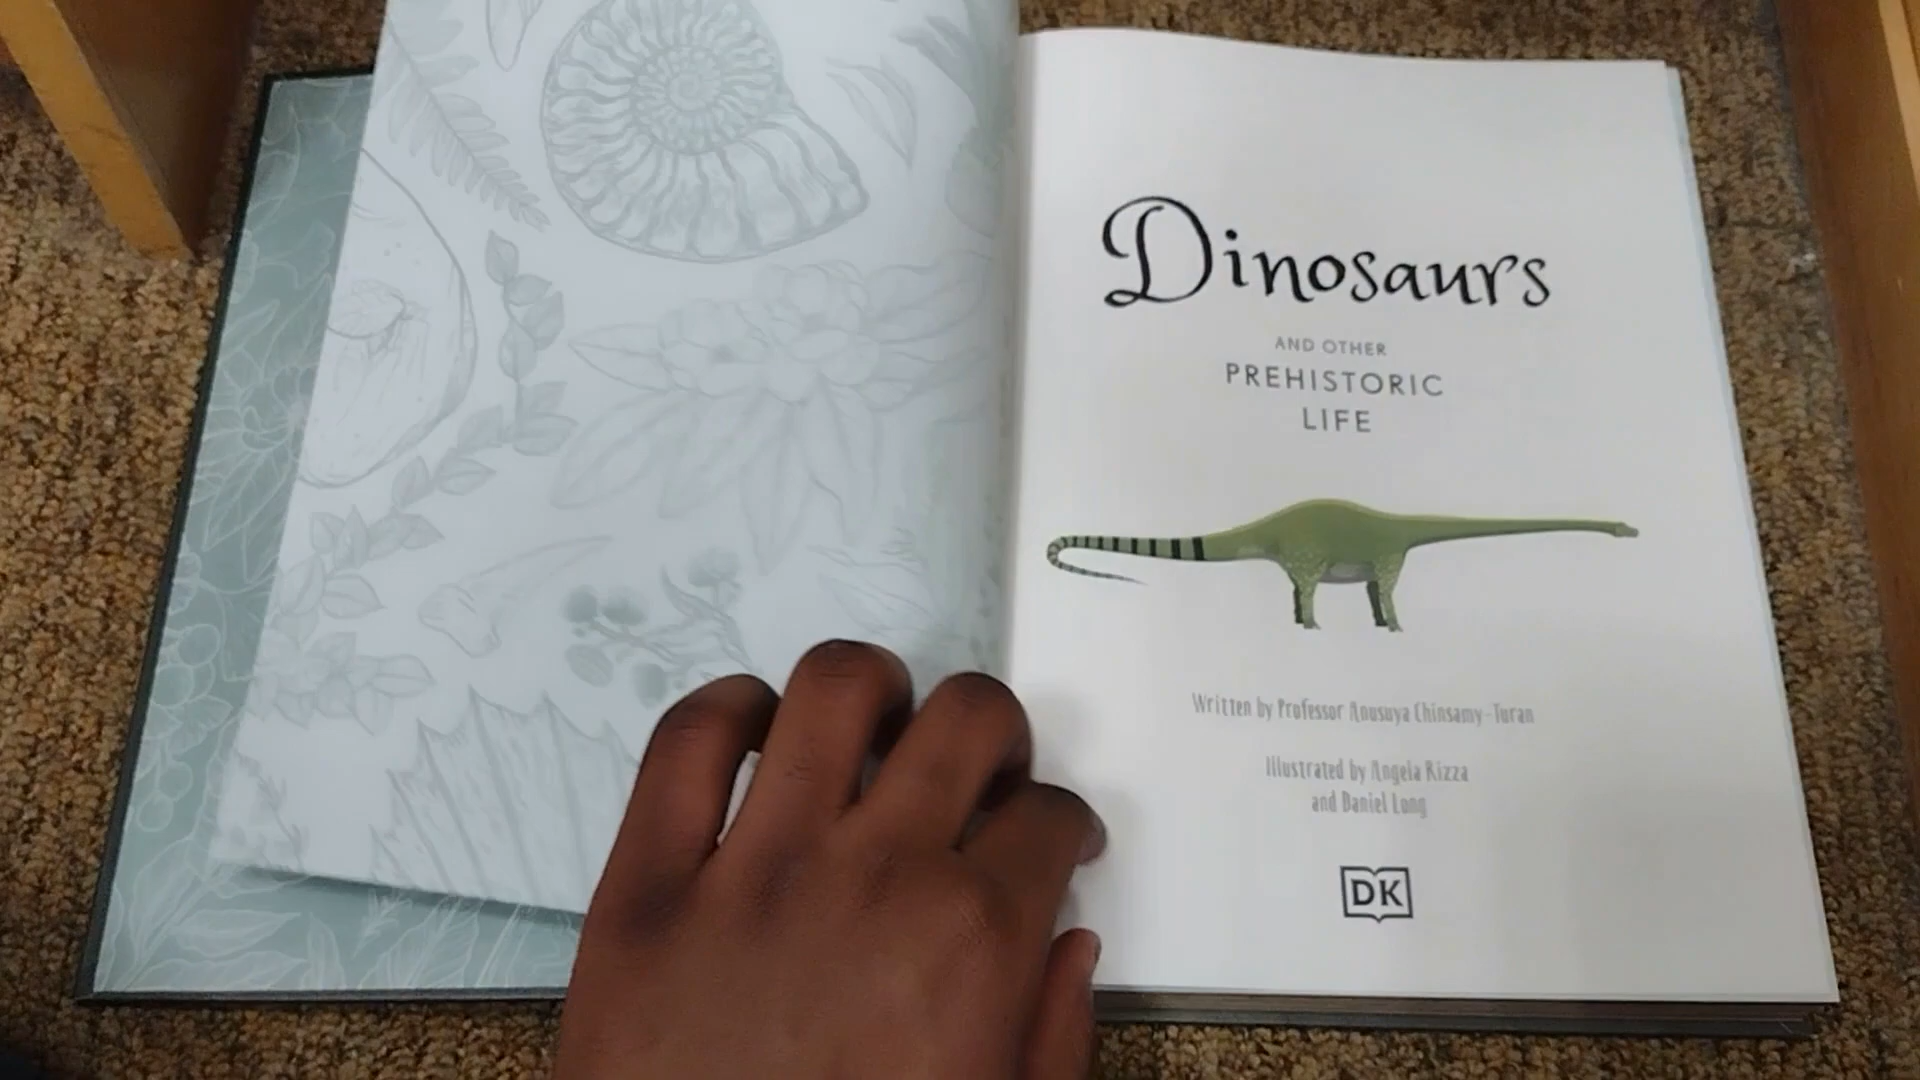 Dinosaurs
AND OTHER
PREHISTORIC
LIFE
Written by Professor Anusuya Chinsamy-Turan
Illustrated by Angela Rizza
and Daniel Long
DK